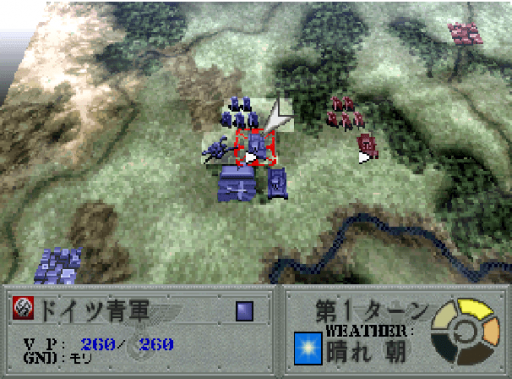 ドイツ青軍
V P: 260/ 260
GND:モリ
第1ターン
WEATHER:
晴れ 朝